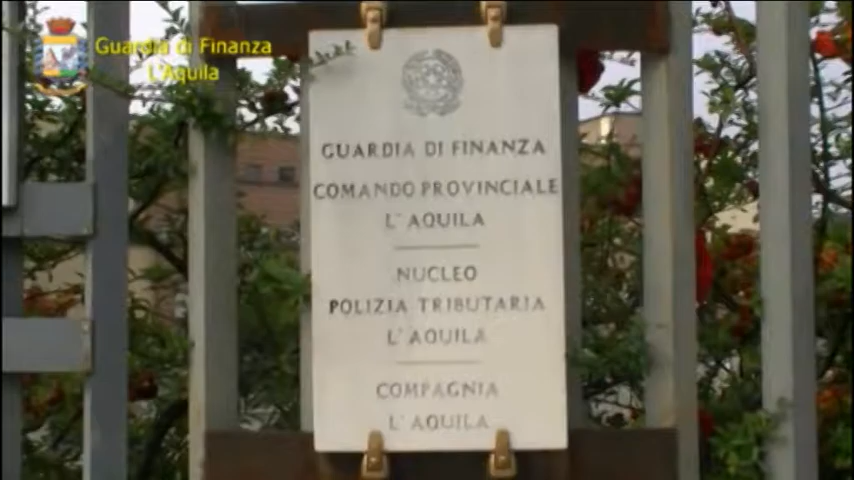 Guardia di Finanza
L'Aquila
GUARDIA DI FINANZA
COMANDO PROVINCIALE
L'AQUILA
NUCLEO
POLIZIA TRIBUTARIA
L'AQUILA
COMPAGNIA
L'AQUILA